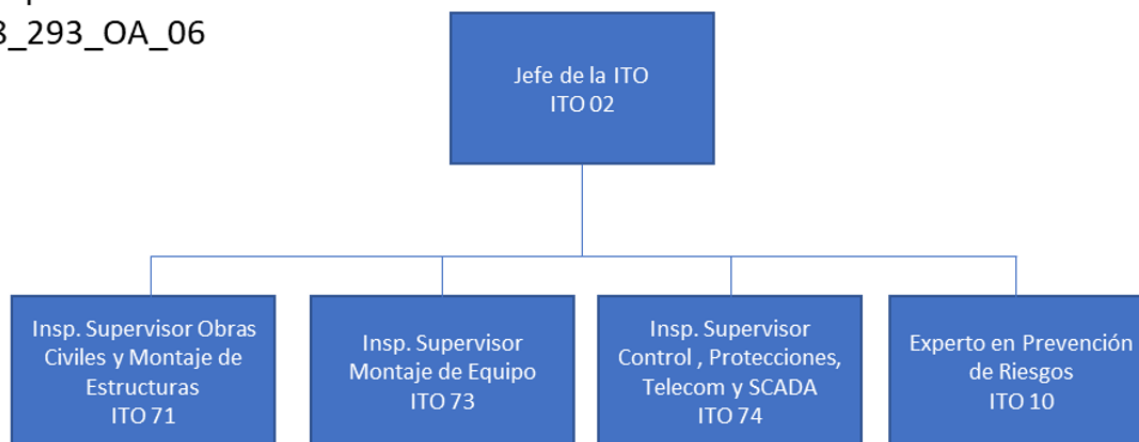 8_293_OA_06
Jefe de la ITO
ITO 02
Insp. Supervisor Obras
Civiles y Montaje de
Estructuras
ITO 71
Insp. Supervisor
Montaje de Equipo
ITO 73
Insp. Supervisor
Control , Protecciones,
Telecom y SCADA
ITO 74
Experto en Prevención
de Riesgos
ITO 10